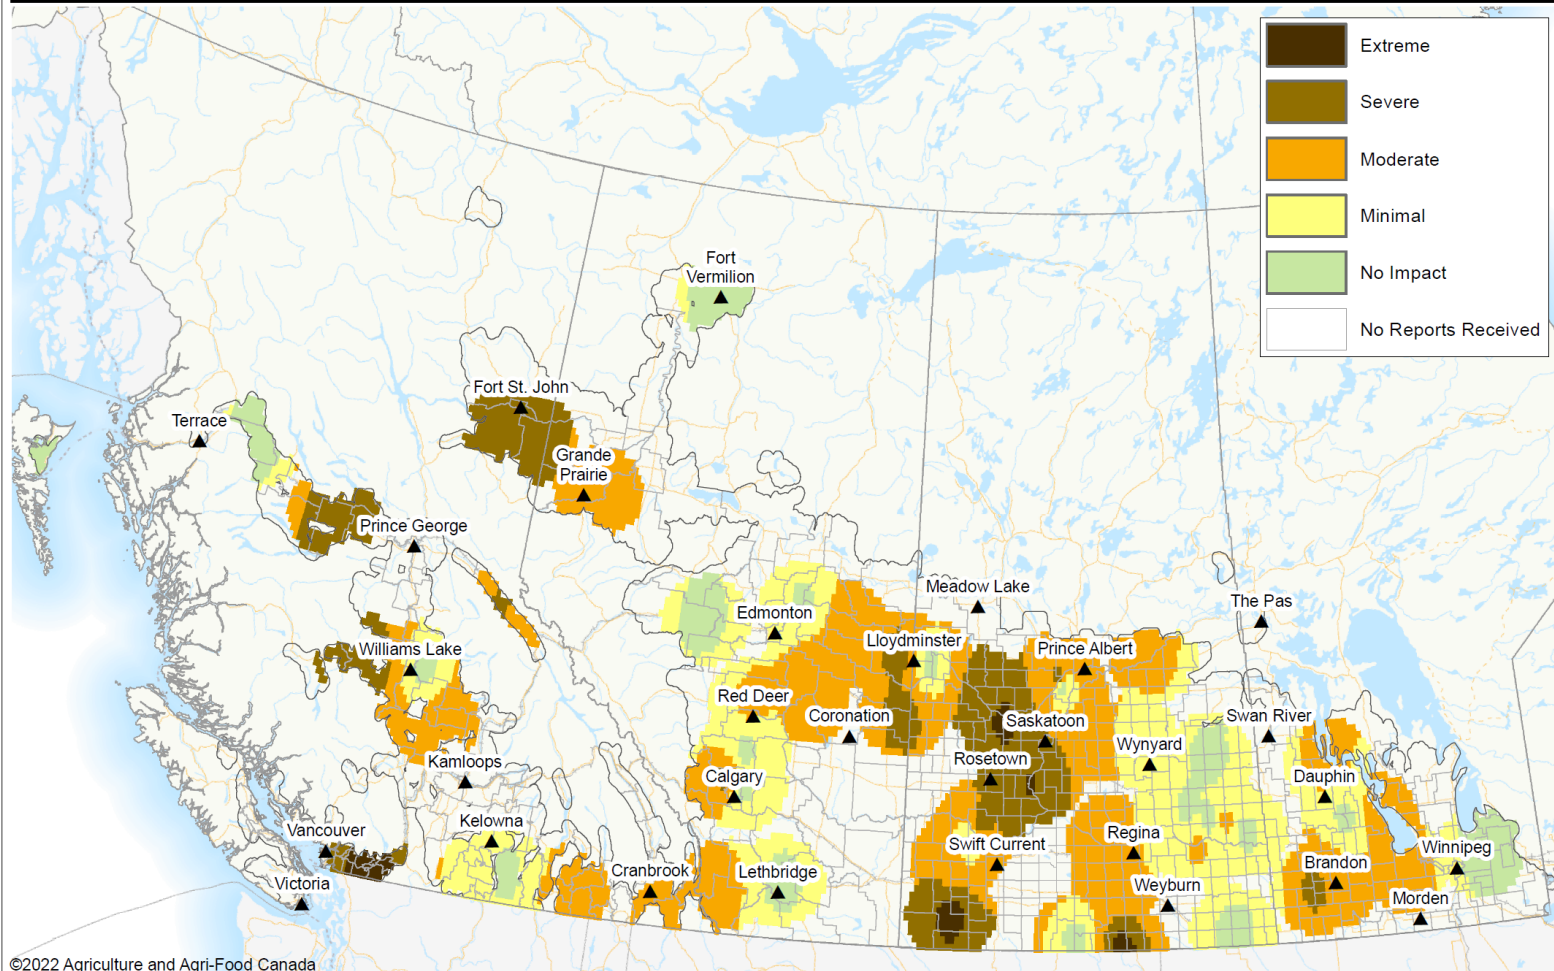 Extreme
Severe
Moderate
Minimal
No Impact
No Reports Received
Fort
Vermilion
Fort St. John
Terrace
Grande
Prairie
Prince George
Meadow Lake
The Pas
Edmonton
Lloydminster
Prince Albert
Williams Lake
Red Deer
Coronation
Saskatoon
Swan River
Wynyard
Rosetown
Kamloops
Calgary
Dauphin
Kelowna
Vancouver
Regina
Swift Current
Winnipeg
Brandon
Cranbrook
Lethbridge
Victoria
Weyburn
Morden
©2022 Agriculture and Agri-Food Canada